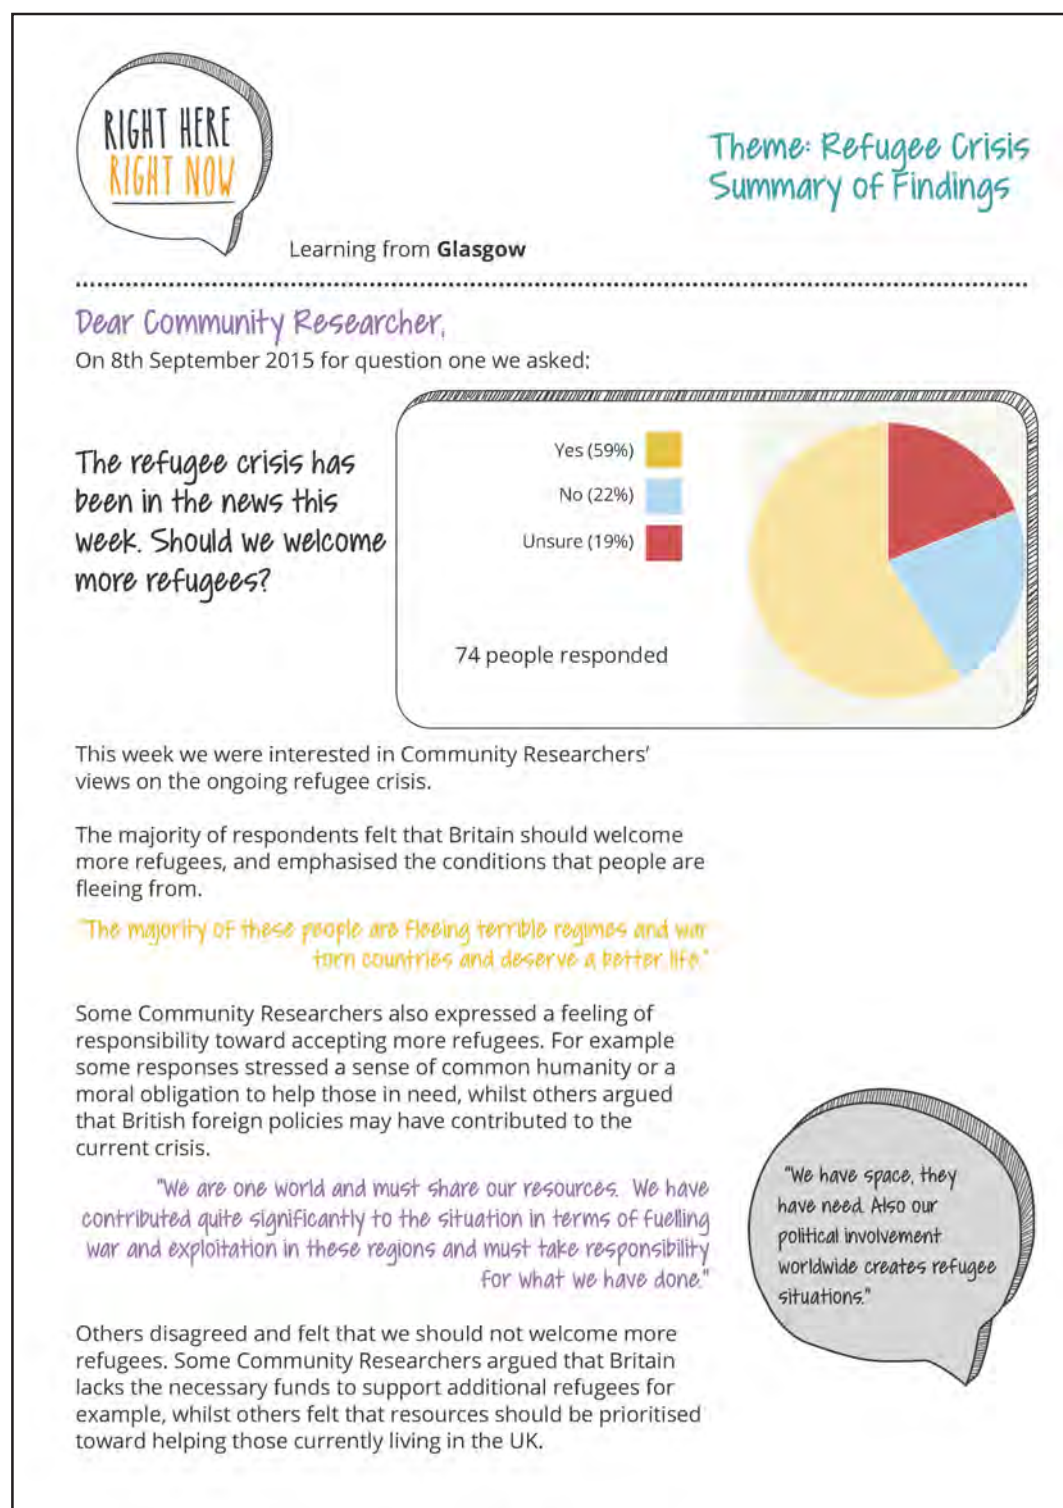 RIGHT HERE
RIGHT NOW
Theme: Refugee Crisis
Summary of Findings
Learning from Glasgow
Dear Community Researcher,
On 8th September 2015 for question one we asked:
The refugee crisis has
been in the news this
week. Should we welcome
more refugees?
Yes (59%)
No (22%)
Unsure (19%)
74 people responded
This week we were interested in Community Researchers'
views on the ongoing refugee crisis.
The majority of respondents felt that Britain should welcome
more refugees, and emphasised the conditions that people are
fleeing from.
"The majority of these people are fleeing terrible regimes and war
torn countries and deserve a better life."
Some Community Researchers also expressed a feeling of
responsibility toward accepting more refugees. For example
some responses stressed a sense of common humanity or a
moral obligation to help those in need, whilst others argued
that British foreign policies may have contributed to the
current crisis.
"We are one world and must share our resources. We have
contributed quite significantly to the situation in terms of fuelling
war and exploitation in these regions and must take responsibility
for what we have done."
"We have space, they
have need. Also our
political involvement
worldwide creates refugee
situations."
Others disagreed and felt that we should not welcome more
refugees. Some Community Researchers argued that Britain
lacks the necessary funds to support additional refugees for
example, whilst others felt that resources should be prioritised
toward helping those currently living in the UK.